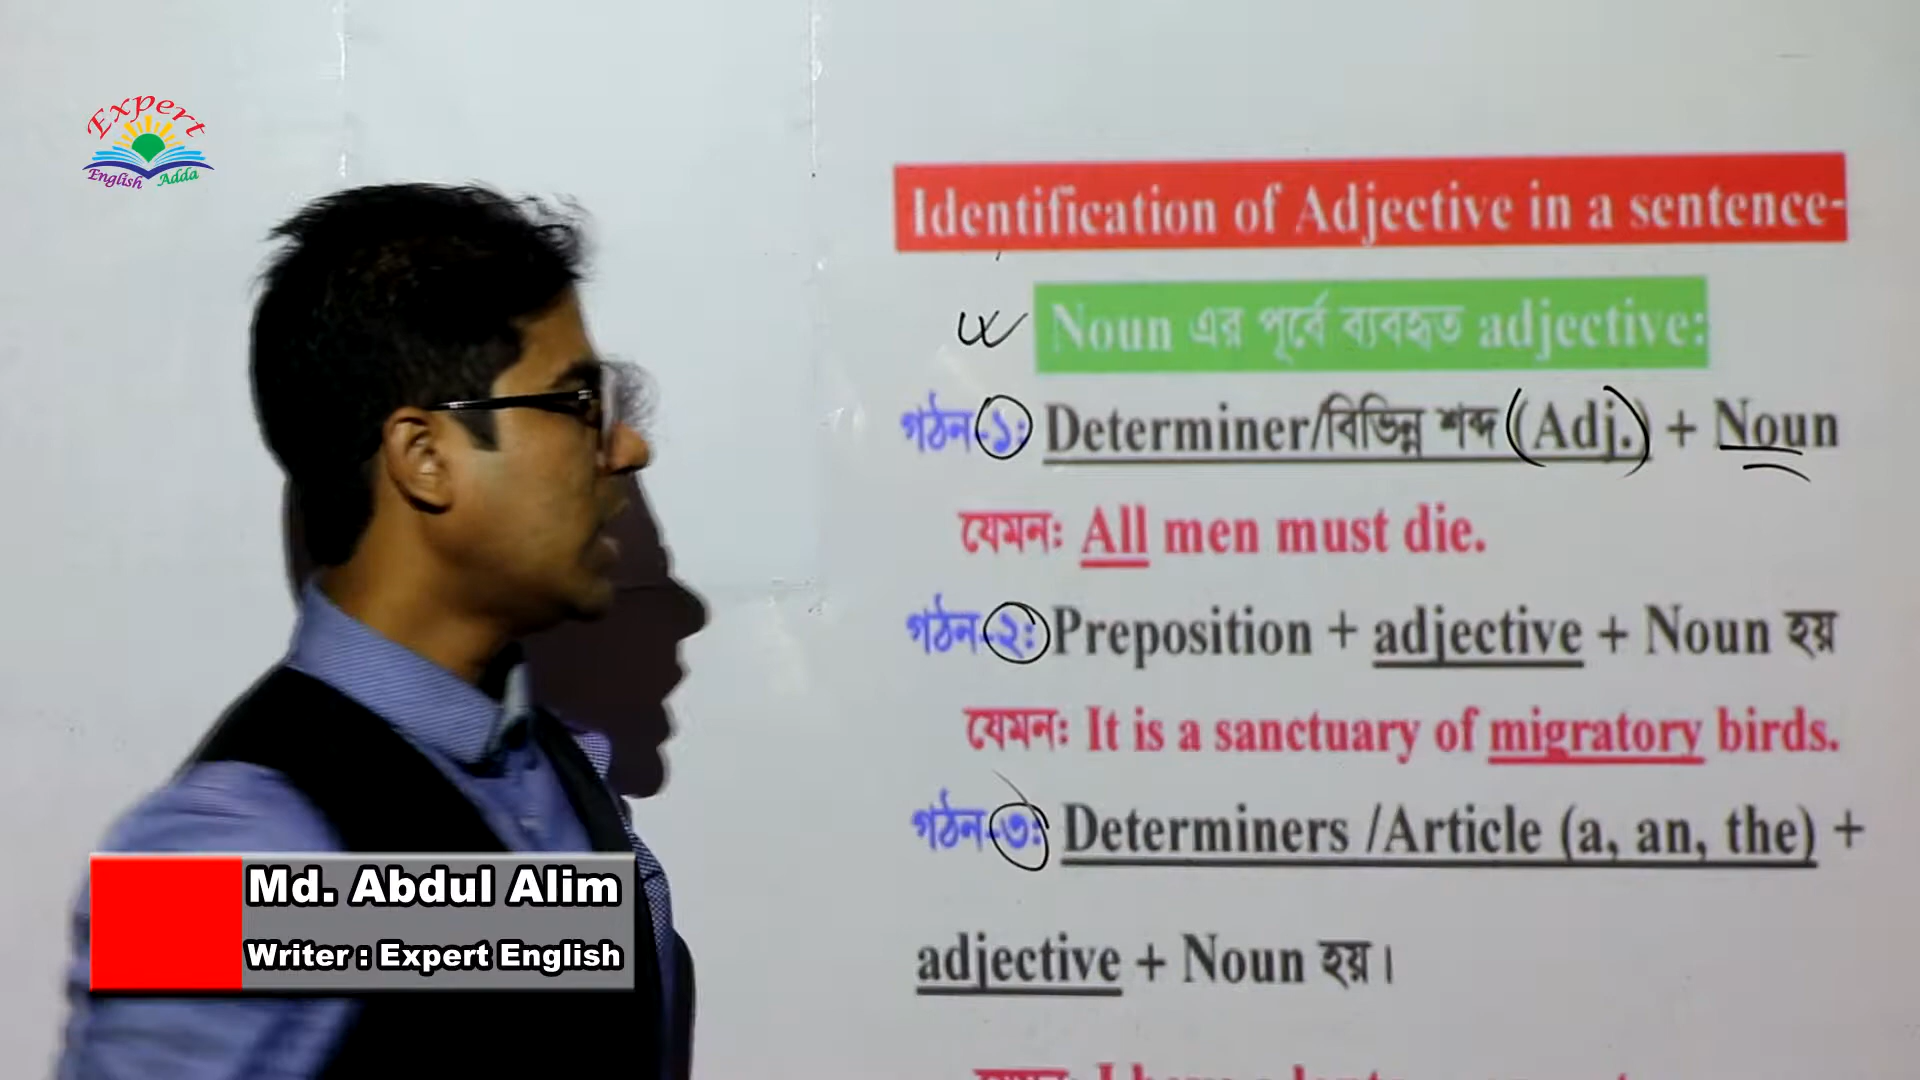 Expert
English Adda
Identification of Adjective in a sentence-
Noun এর পূর্বে ব্যবহৃত adjective:
গঠন-১: Determiner/বিভিন্ন শব্দ (Adj.) + Noun
যেমন: All men must die.
গঠন-২: Preposition + adjective + Noun হয়
যেমন: It is a sanctuary of migratory birds.
গঠন-৩: Determiners /Article (a, an, the) +
adjective + Noun হয়।
Md. Abdul Alim
Writer : Expert English